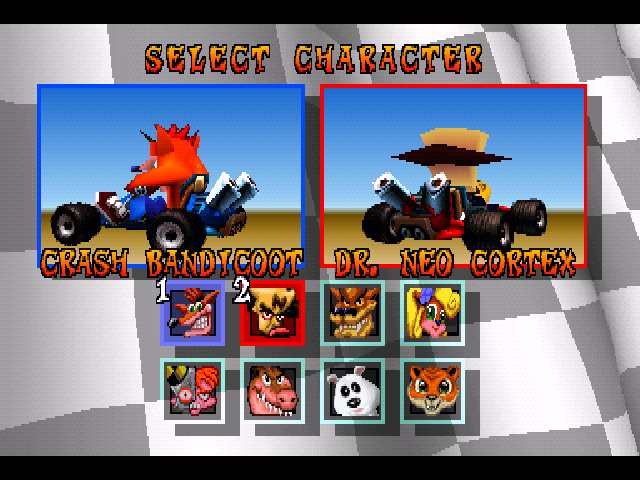 SELECT CHARACTER
CRASH BANDICOOT
DR. NEO CORTEX
1
2